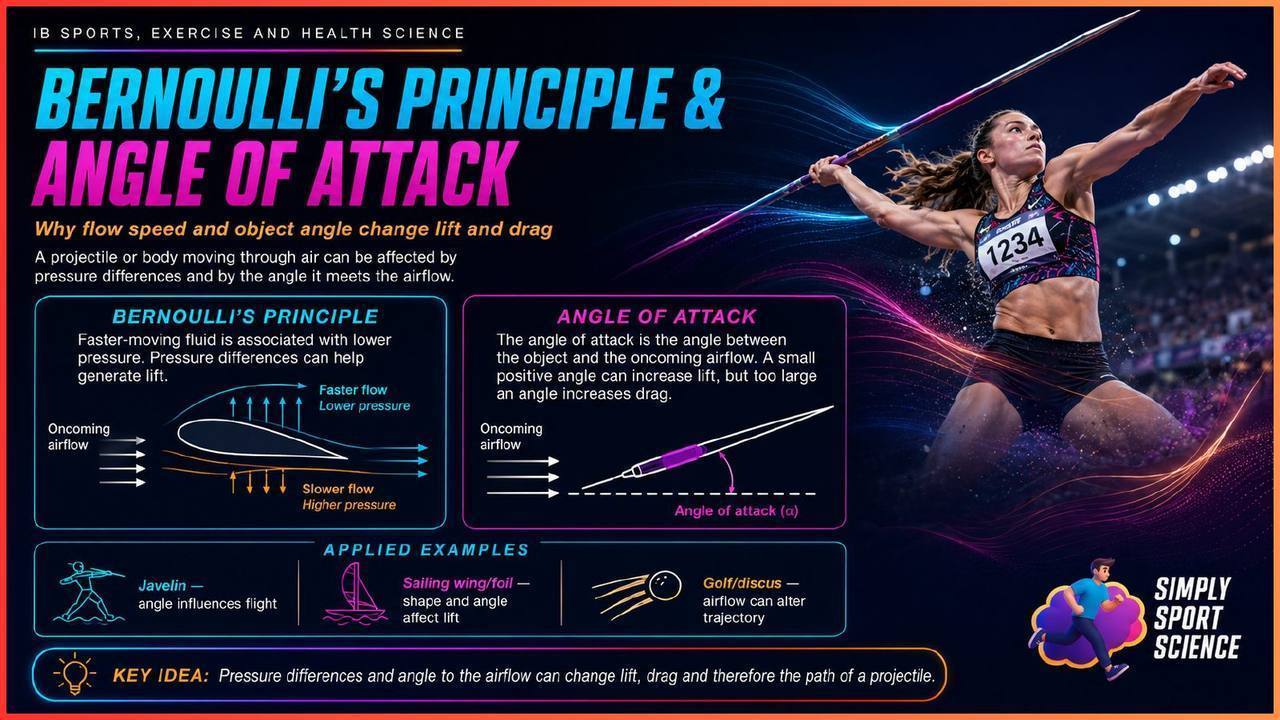 IB SPORTS, EXERCISE AND HEALTH SCIENCE
BERNOULLI'S PRINCIPLE &
ANGLE OF ATTACK
Why flow speed and object angle change lift and drag
A projectile or body moving through air can be affected by
pressure differences and by the angle it meets the airflow.
BERNOULLI'S PRINCIPLE
Faster-moving fluid is associated with lower
pressure. Pressure differences can help
generate lift.
Faster flow
Lower pressure
Oncoming
airflow
Slower flow
Higher pressure
ANGLE OF ATTACK
The angle of attack is the angle between
the object and the oncoming airflow. A small
positive angle can increase lift, but too large
an angle increases drag.
Oncoming
airflow
Angle of attack (α)
1234
APPLIED EXAMPLES
Javelin —
angle influences flight
Sailing wing/foil —
shape and angle
affect lift
Golf/discus —
airflow can alter
trajectory
KEY IDEA: Pressure differences and angle to the airflow can change lift, drag and therefore the path of a projectile.
SIMPLY
SPORT
SCIENCE